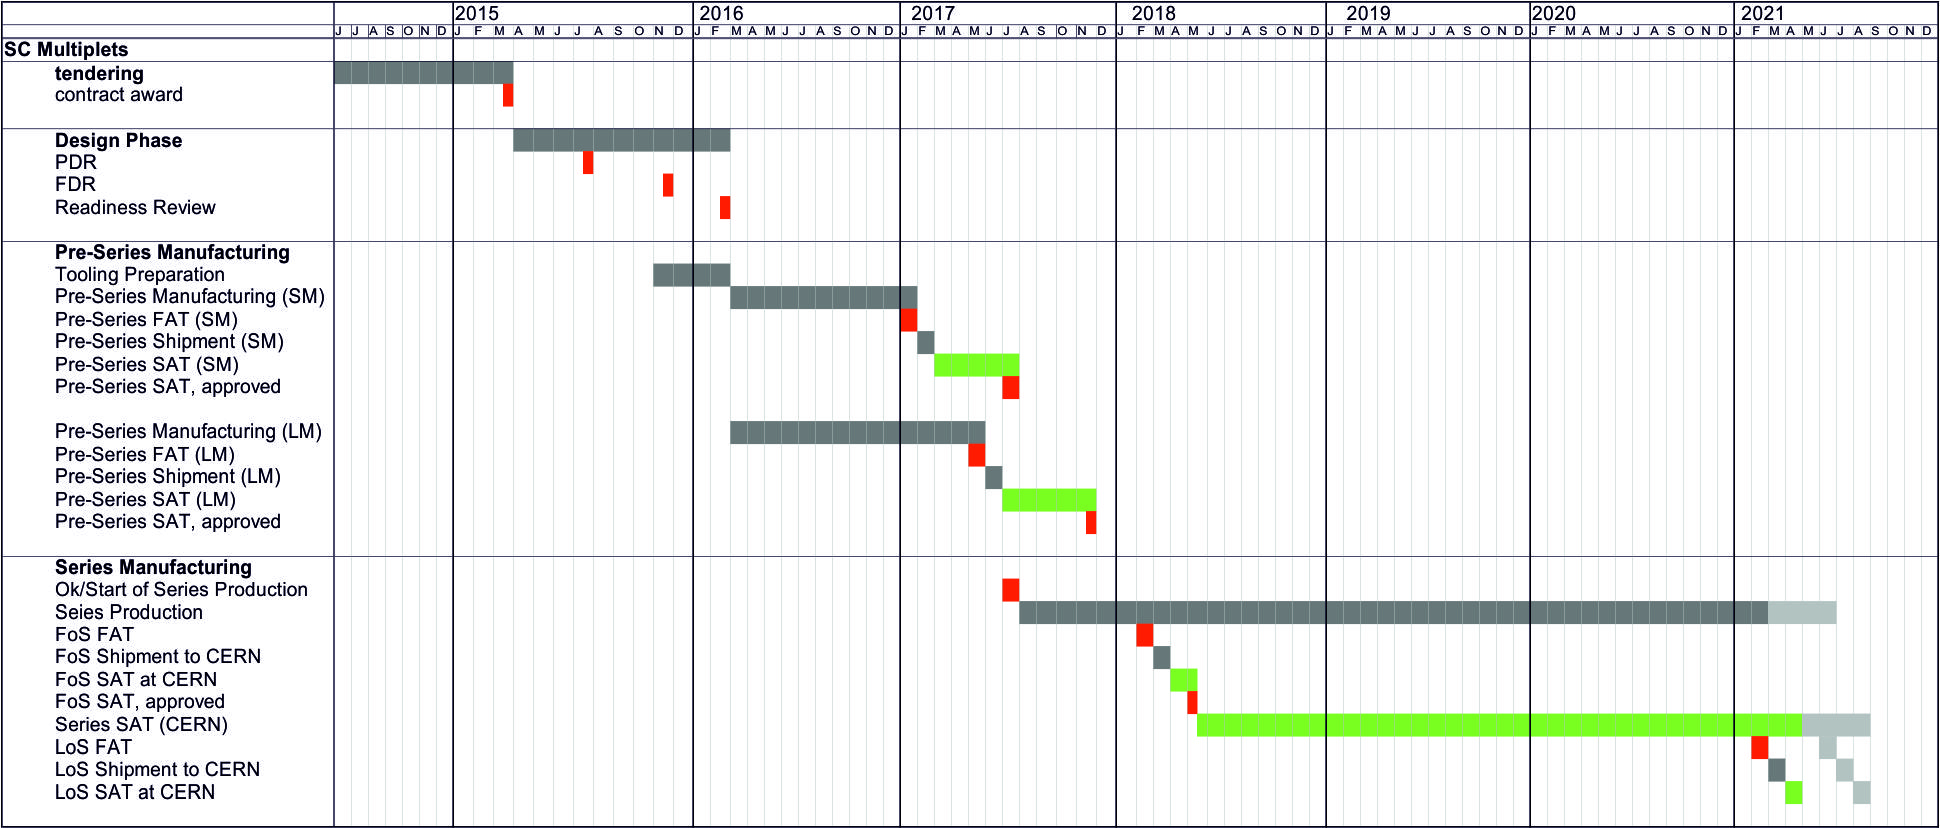 2015 2016 2017 2018 2019 2020 2021
J J A S O N D J F M A M J J A S O N D J F M A M J J A S O N D J F M A M J J A S O N D J F M A M J J A S O N D J F M A M J J A S O N D J F M A M J J A S O N D J F M A M J J A S O N D
SC Multiplets
tendering
contract award
Design Phase
PDR
FDR
Readiness Review
Pre-Series Manufacturing
Tooling Preparation
Pre-Series Manufacturing (SM)
Pre-Series FAT (SM)
Pre-Series Shipment (SM)
Pre-Series SAT (SM)
Pre-Series SAT, approved
Pre-Series Manufacturing (LM)
Pre-Series FAT (LM)
Pre-Series Shipment (LM)
Pre-Series SAT (LM)
Pre-Series SAT, approved
Series Manufacturing
Ok/Start of Series Production
Seies Production
FoS FAT
FoS Shipment to CERN
FoS SAT at CERN
FoS SAT, approved
Series SAT (CERN)
LoS FAT
LoS Shipment to CERN
LoS SAT at CERN